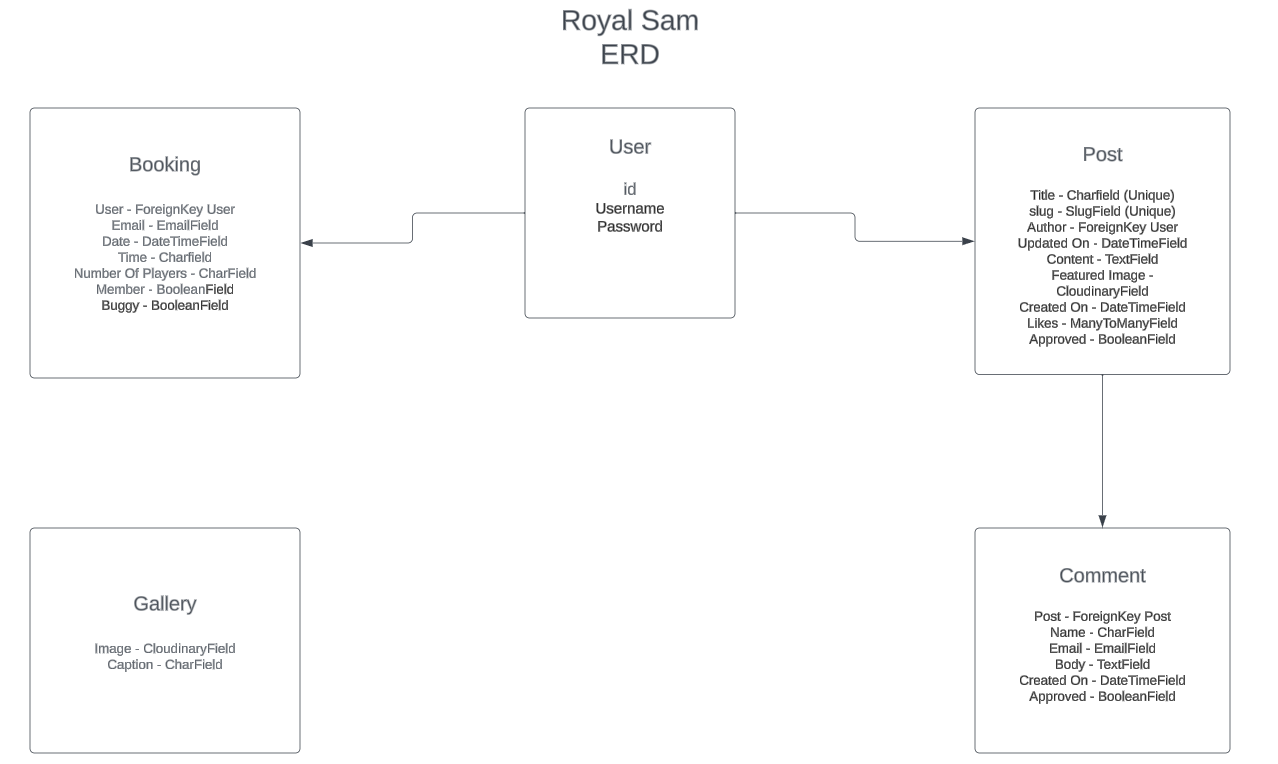 Royal Sam
ERD
Booking
User - ForeignKey User
Email - EmailField
Date - DateTimeField
Time - Charfield
Number Of Players - CharField
Member - BooleanField
Buggy - BooleanField
User
id
Username
Password
Post
Title - Charfield (Unique)
slug - SlugField (Unique)
Author - ForeignKey User
Updated On - DateTimeField
Content - TextField
Featured Image -
CloudinaryField
Created On - DateTimeField
Likes - ManyToManyField
Approved - BooleanField
Gallery
Image - CloudinaryField
Caption - CharField
Comment
Post - ForeignKey Post
Name - CharField
Email - EmailField
Body - TextField
Created On - DateTimeField
Approved - BooleanField